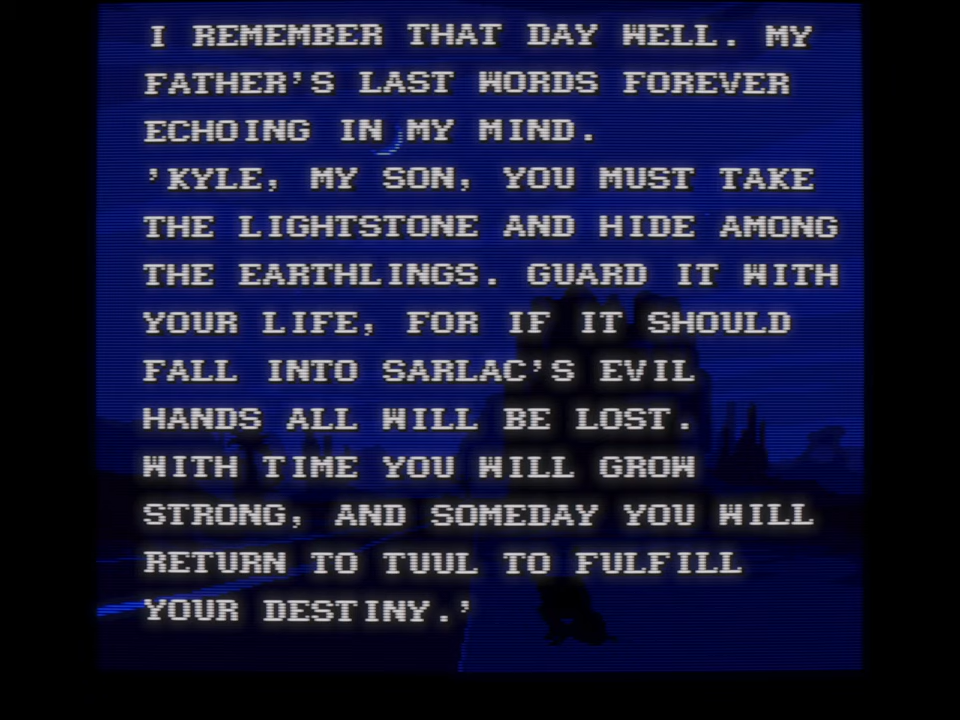 I REMEMBER THAT DAY WELL. MY
FATHER'S LAST WORDS FOREVER
ECHOING IN MY MIND.
'KYLE, MY SON, YOU MUST TAKE
THE LIGHTSTONE AND HIDE AMONG
THE EARTHLINGS. GUARD IT WITH
YOUR LIFE, FOR IF IT SHOULD
FALL INTO SARLAC'S EVIL
HANDS ALL WILL BE LOST.
WITH TIME YOU WILL GROW
STRONG, AND SOMEDAY YOU WILL
RETURN TO TUUL TO FULFILL
YOUR DESTINY.'